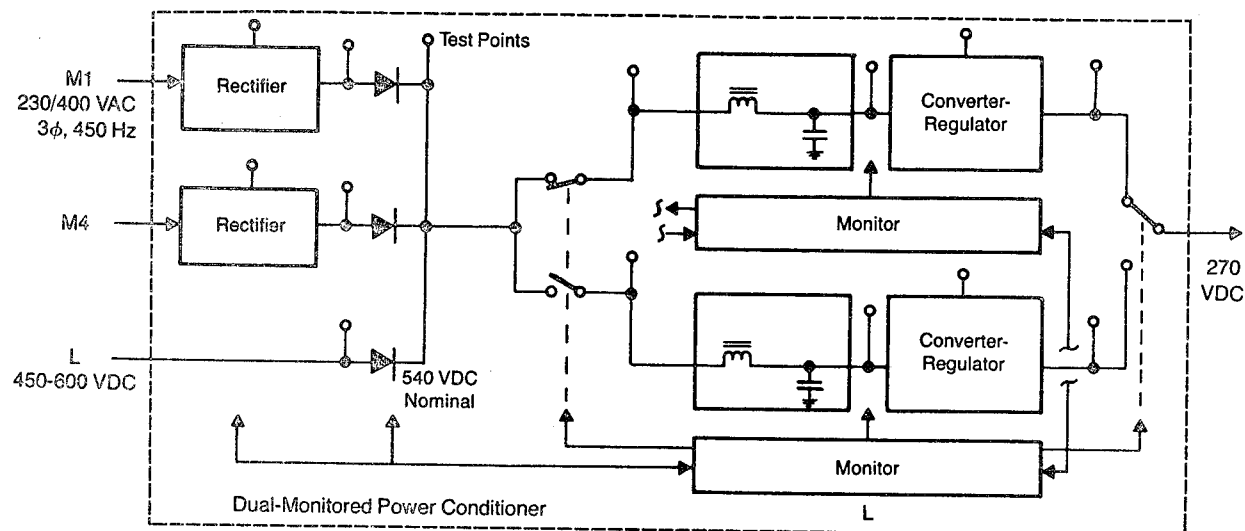 Test Points
M1
230/400 VAC
3ϕ, 450 Hz
Rectifier
Converter-
Regulator
M4
Rectifier
Monitor
270
VDC
L
450-600 VDC
540 VDC
Nominal
Converter-
Regulator
Monitor
Dual-Monitored Power Conditioner
L